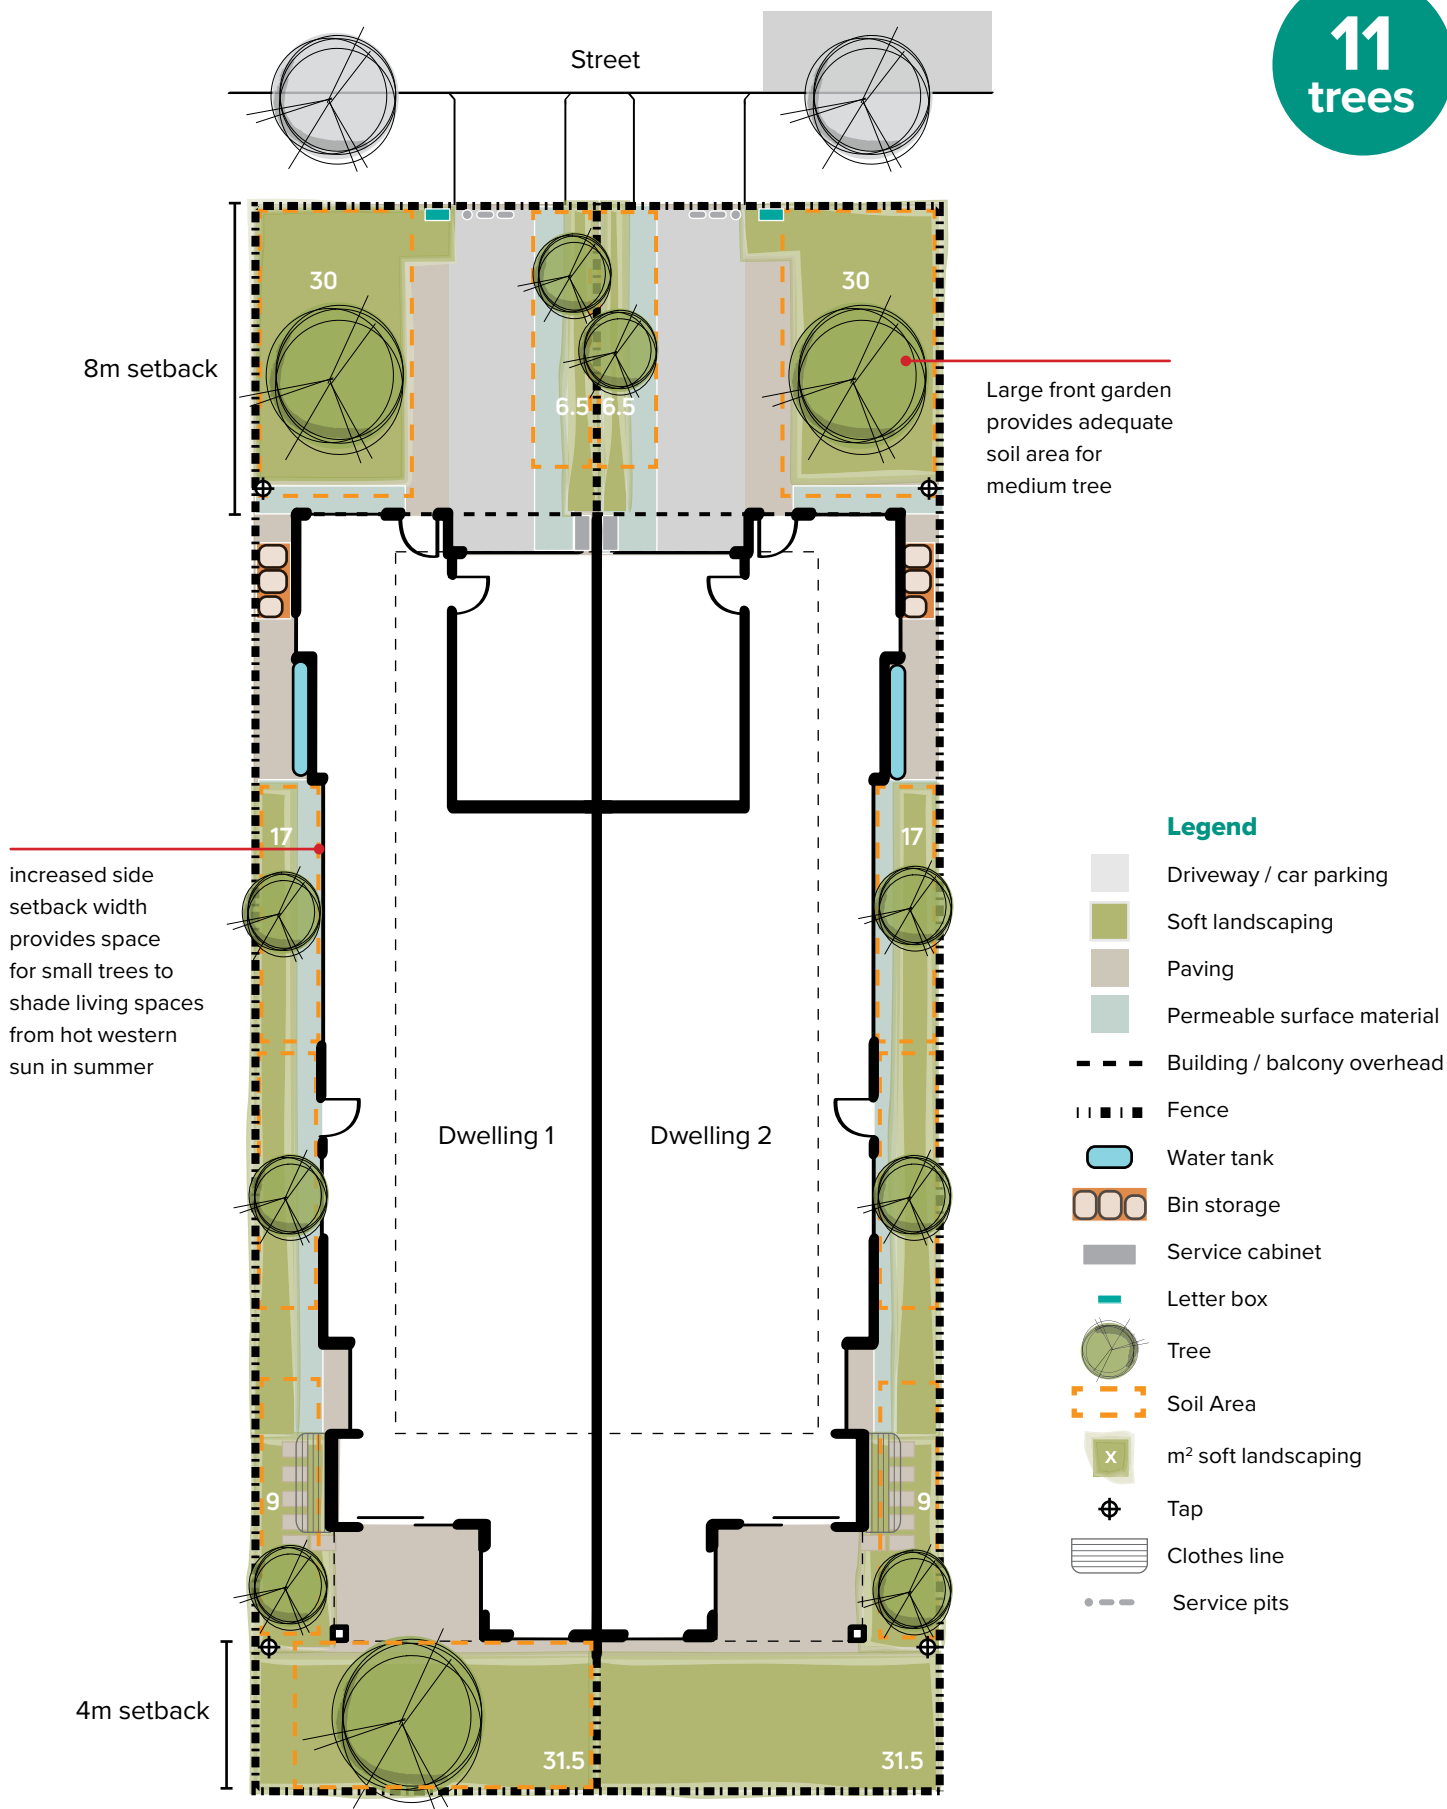 11
trees
Street
30
30
8m setback
6.5
6.5
Large front garden
provides adequate
soil area for
medium tree
17
17
increased side
setback width
provides space
for small trees to
shade living spaces
from hot western
sun in summer
Dwelling 1
Dwelling 2
9
9
4m setback
31.5
31.5
Legend
Driveway / car parking
Soft landscaping
Paving
Permeable surface material
Building / balcony overhead
Fence
Water tank
Bin storage
Service cabinet
Letter box
Tree
Soil Area
x
m² soft landscaping
Tap
Clothes line
Service pits